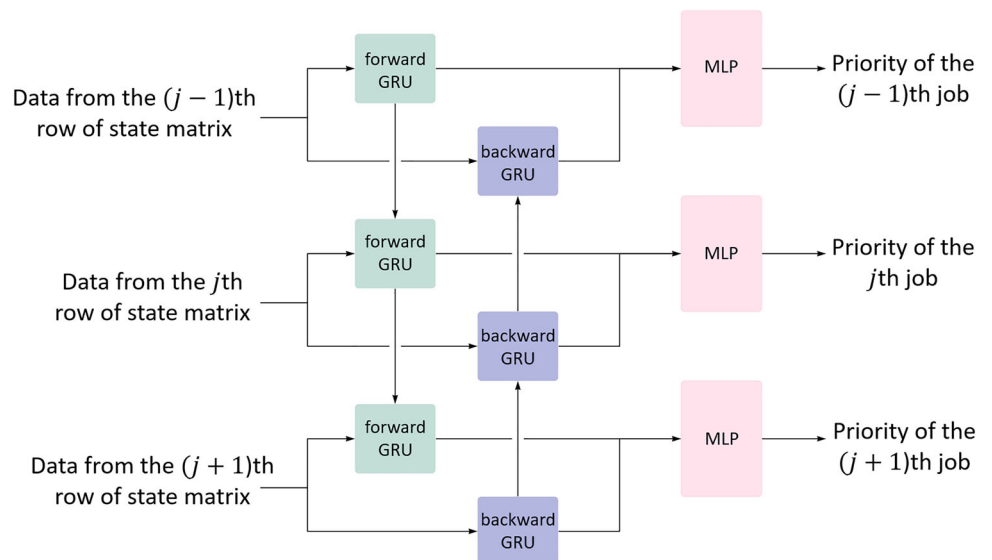 Data from the (j − 1)th
row of state matrix
forward
GRU
backward
GRU
MLP
Priority of the
(j − 1)th job
Data from the jth
row of state matrix
forward
GRU
backward
GRU
MLP
Priority of the
jth job
Data from the (j + 1)th
row of state matrix
forward
GRU
backward
GRU
MLP
Priority of the
(j + 1)th job